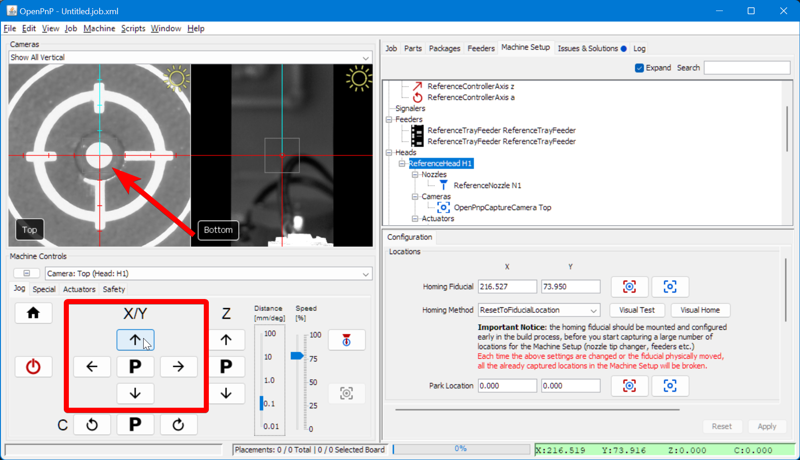 OpenPnP - Untitled.job.xml
File Edit View Job Machine Scripts Window Help
Cameras
Show All Vertical
Top
Bottom
Machine Controls
Camera: Top (Head: H1)
Jog Special Actuators Safety
X/Y
Z
Distance
[mm/deg]
Speed
[%]
100
10
1.0
0.1
0.01
100
75
50
25
0
P
P
C
P
Job Parts Packages Feeders Machine Setup Issues & Solutions Log
Expand Search
ReferenceControllerAxis z
ReferenceControllerAxis a
Signalers
Feeders
ReferenceTrayFeeder ReferenceTrayFeeder
ReferenceTrayFeeder ReferenceTrayFeeder
Heads
ReferenceHead H1
Nozzles
ReferenceNozzle N1
Cameras
OpenPnpCaptureCamera Top
Actuators
Configuration
Locations
X Y
Homing Fiducial 216.527 73.950
Homing Method ResetToFiducialLocation Visual Test Visual Home
Important Notice: the homing fiducial should be mounted and configured
early in the build process, before you start capturing a large number of
locations for the Machine Setup (nozzle tip changer, feeders etc.)
Each time the above settings are changed or the fiducial physically moved,
all the already captured locations in the Machine Setup will be broken.
Park Location 0.000 0.000
Reset Apply
Placements: 0 / 0 Total | 0 / 0 Selected Board
0%
X:216.519 Y:73.916 Z:0.000 C:0.000